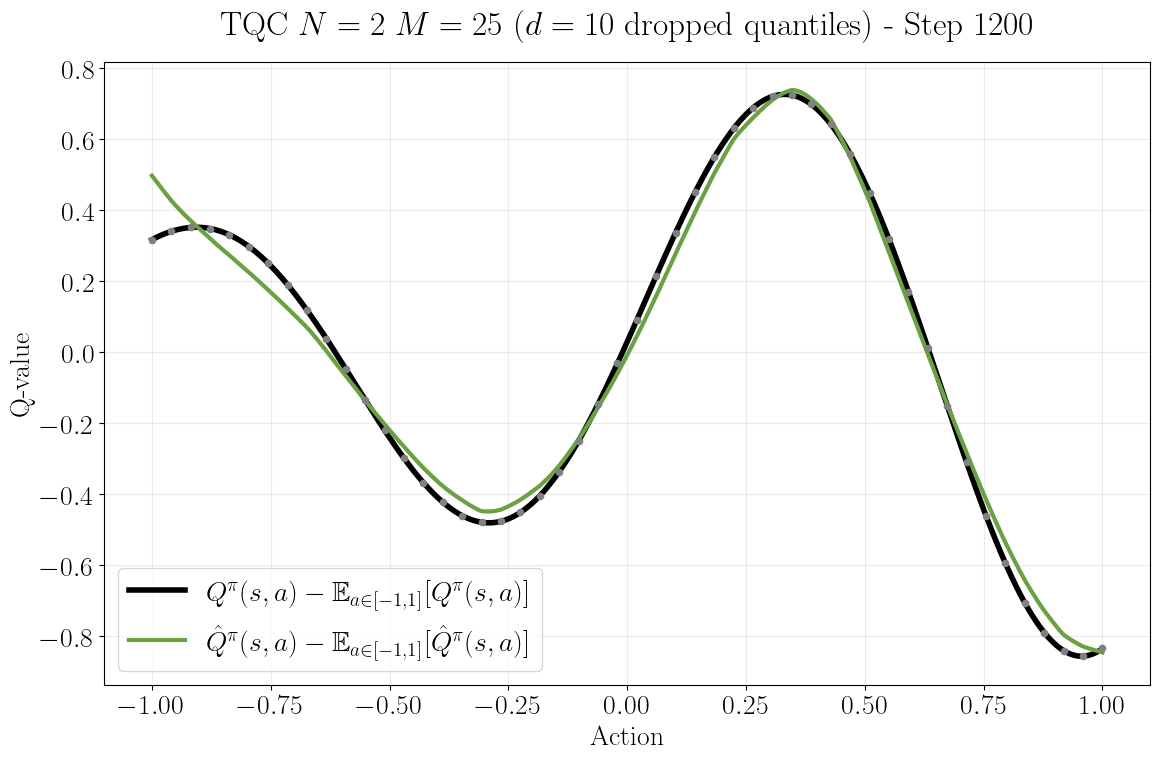 TQC N = 2 M = 25 (d = 10 dropped quantiles) - Step 1200
0.8
0.6
0.4
0.2
0.0
−0.2
−0.4
−0.6
−0.8
Q-value
Q^π(s, a) − 𝔼_{a∈[−1,1]}[Q^π(s, a)]
Q̂^π(s, a) − 𝔼_{a∈[−1,1]}[Q̂^π(s, a)]
−1.00 −0.75 −0.50 −0.25 0.00 0.25 0.50 0.75 1.00
Action